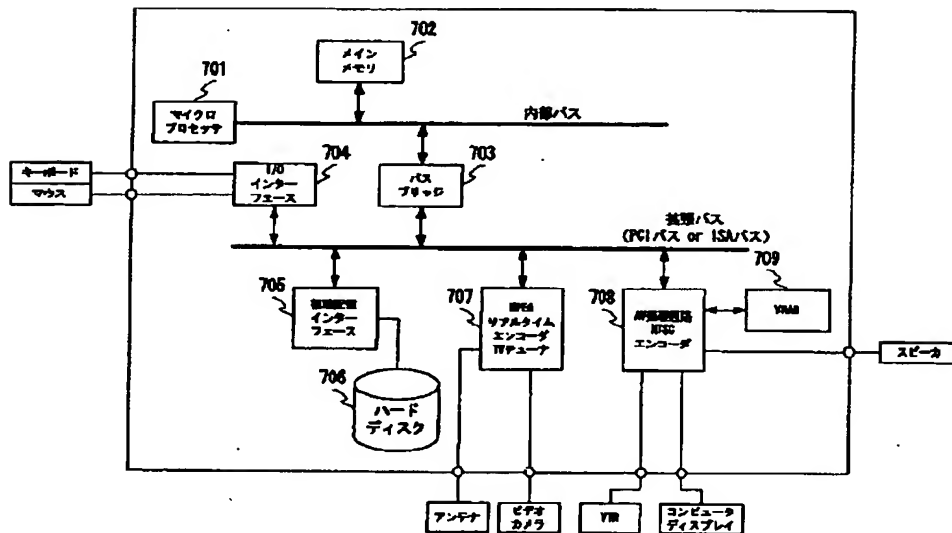 702
メイン
メモリ
701
マイクロ
プロセッサ
内部バス
キーボード
マウス
704
I/O
インター
フェース
703
バス
ブリッジ
拡張バス
(PCIバス or ISAバス)
705
インター
フェース
706
ハード
ディスク
707
MPEG
リアルタイム
エンコーダ
TVチューナ
708
NTSC
エンコーダ
709
VRAM
スピーカ
アンテナ
ビデオ
カメラ
VTR
コンピュータ
ディスプレイ